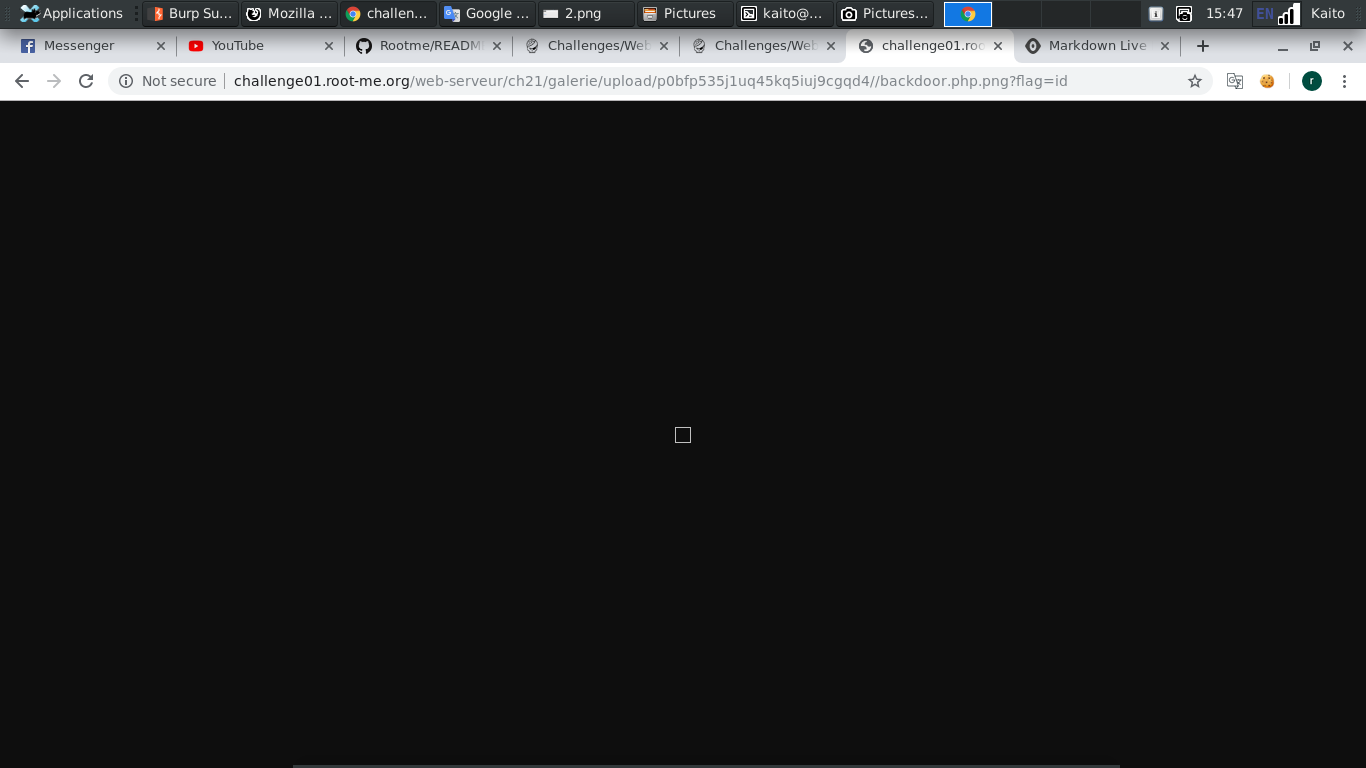 Applications Burp Su... Mozilla ... challen... Google ... 2.png Pictures kaito@... Pictures... 15:47 EN Kaito
Messenger YouTube Rootme/READM Challenges/Web Challenges/Web challenge01.roo Markdown Live
Not secure challenge01.root-me.org/web-serveur/ch21/galerie/upload/p0bfp535j1uq45kq5iuj9cgqd4//backdoor.php.png?flag=id r